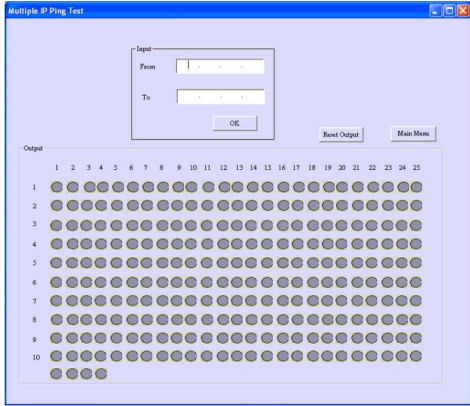 Multiple IP Ping Test
Input
From
To
OK
Reset Output
Main Menu
Output
1 2 3 4 5 6 7 8 9 10 11 12 13 14 15 16 17 18 19 20 21 22 23 24 25
1
2
3
4
5
6
7
8
9
10